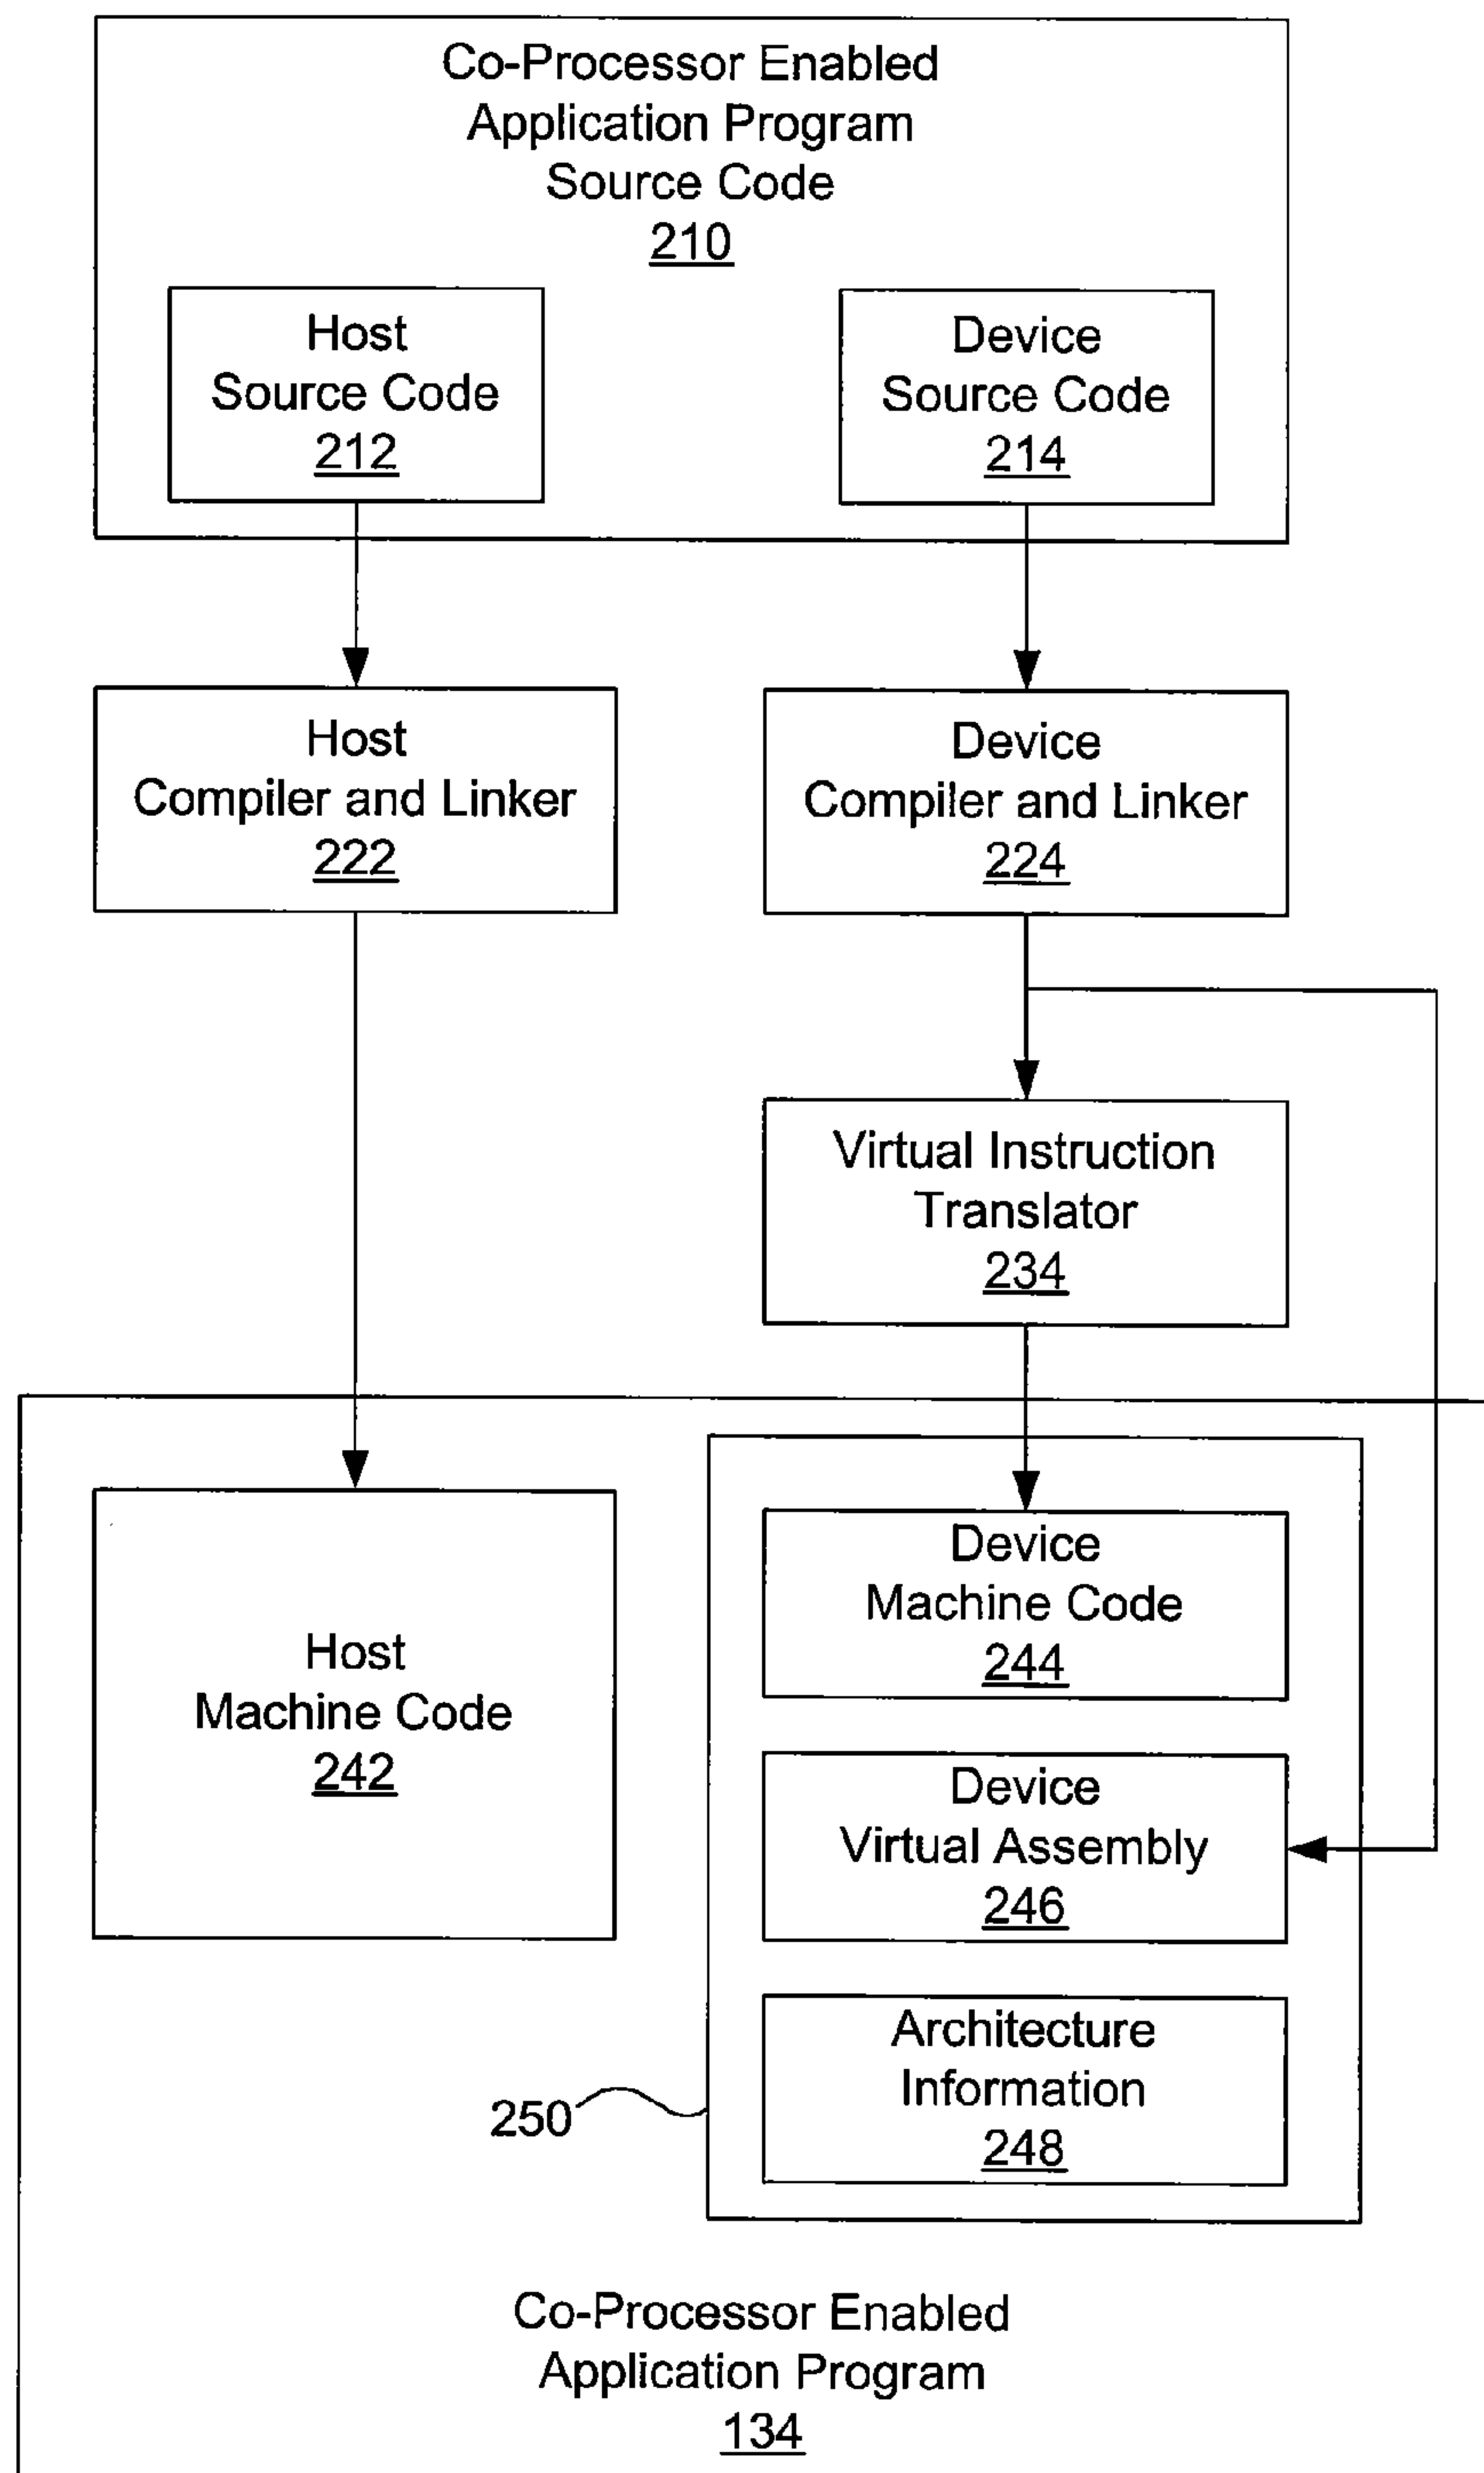 Co-Processor Enabled
Application Program
Source Code
210
Host
Source Code
212
Device
Source Code
214
Host
Compiler and Linker
222
Device
Compiler and Linker
224
Virtual Instruction
Translator
234
Host
Machine Code
242
Device
Machine Code
244
Device
Virtual Assembly
246
Architecture
Information
248
250
Co-Processor Enabled
Application Program
134